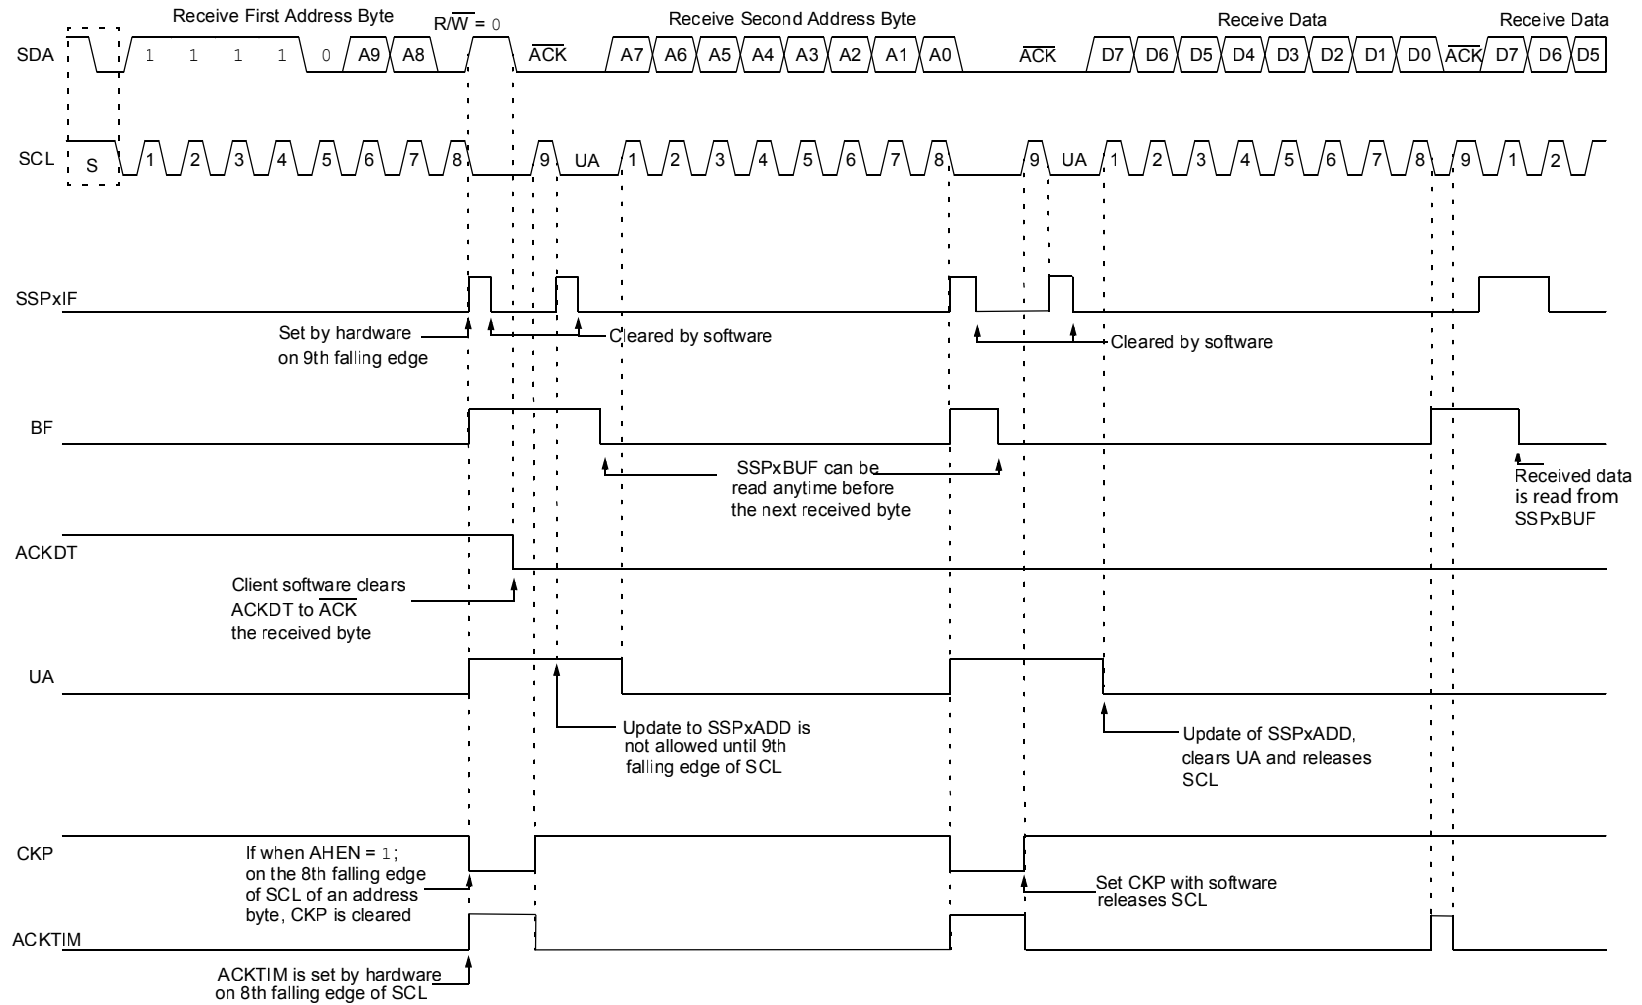 Receive First Address Byte
R/W = 0
Receive Second Address Byte
Receive Data
Receive Data
SDA
1 1 1 1 0 A9 A8
ACK
A7 A6 A5 A4 A3 A2 A1 A0
ACK
D7 D6 D5 D4 D3 D2 D1 D0
ACK
D7 D6 D5
SCL
S
1 2 3 4 5 6 7 8 9
UA
1 2 3 4 5 6 7 8 9
UA
1 2 3 4 5 6 7 8 9 1 2
SSPxIF
Set by hardware
on 9th falling edge
Cleared by software
Cleared by software
BF
SSPxBUF can be
read anytime before
the next received byte
Received data
is read from
SSPxBUF
ACKDT
Client software clears
ACKDT to ACK
the received byte
UA
Update to SSPxADD is
not allowed until 9th
falling edge of SCL
Update of SSPxADD,
clears UA and releases
SCL
CKP
If when AHEN = 1;
on the 8th falling edge
of SCL of an address
byte, CKP is cleared
Set CKP with software
releases SCL
ACKTIM
ACKTIM is set by hardware
on 8th falling edge of SCL